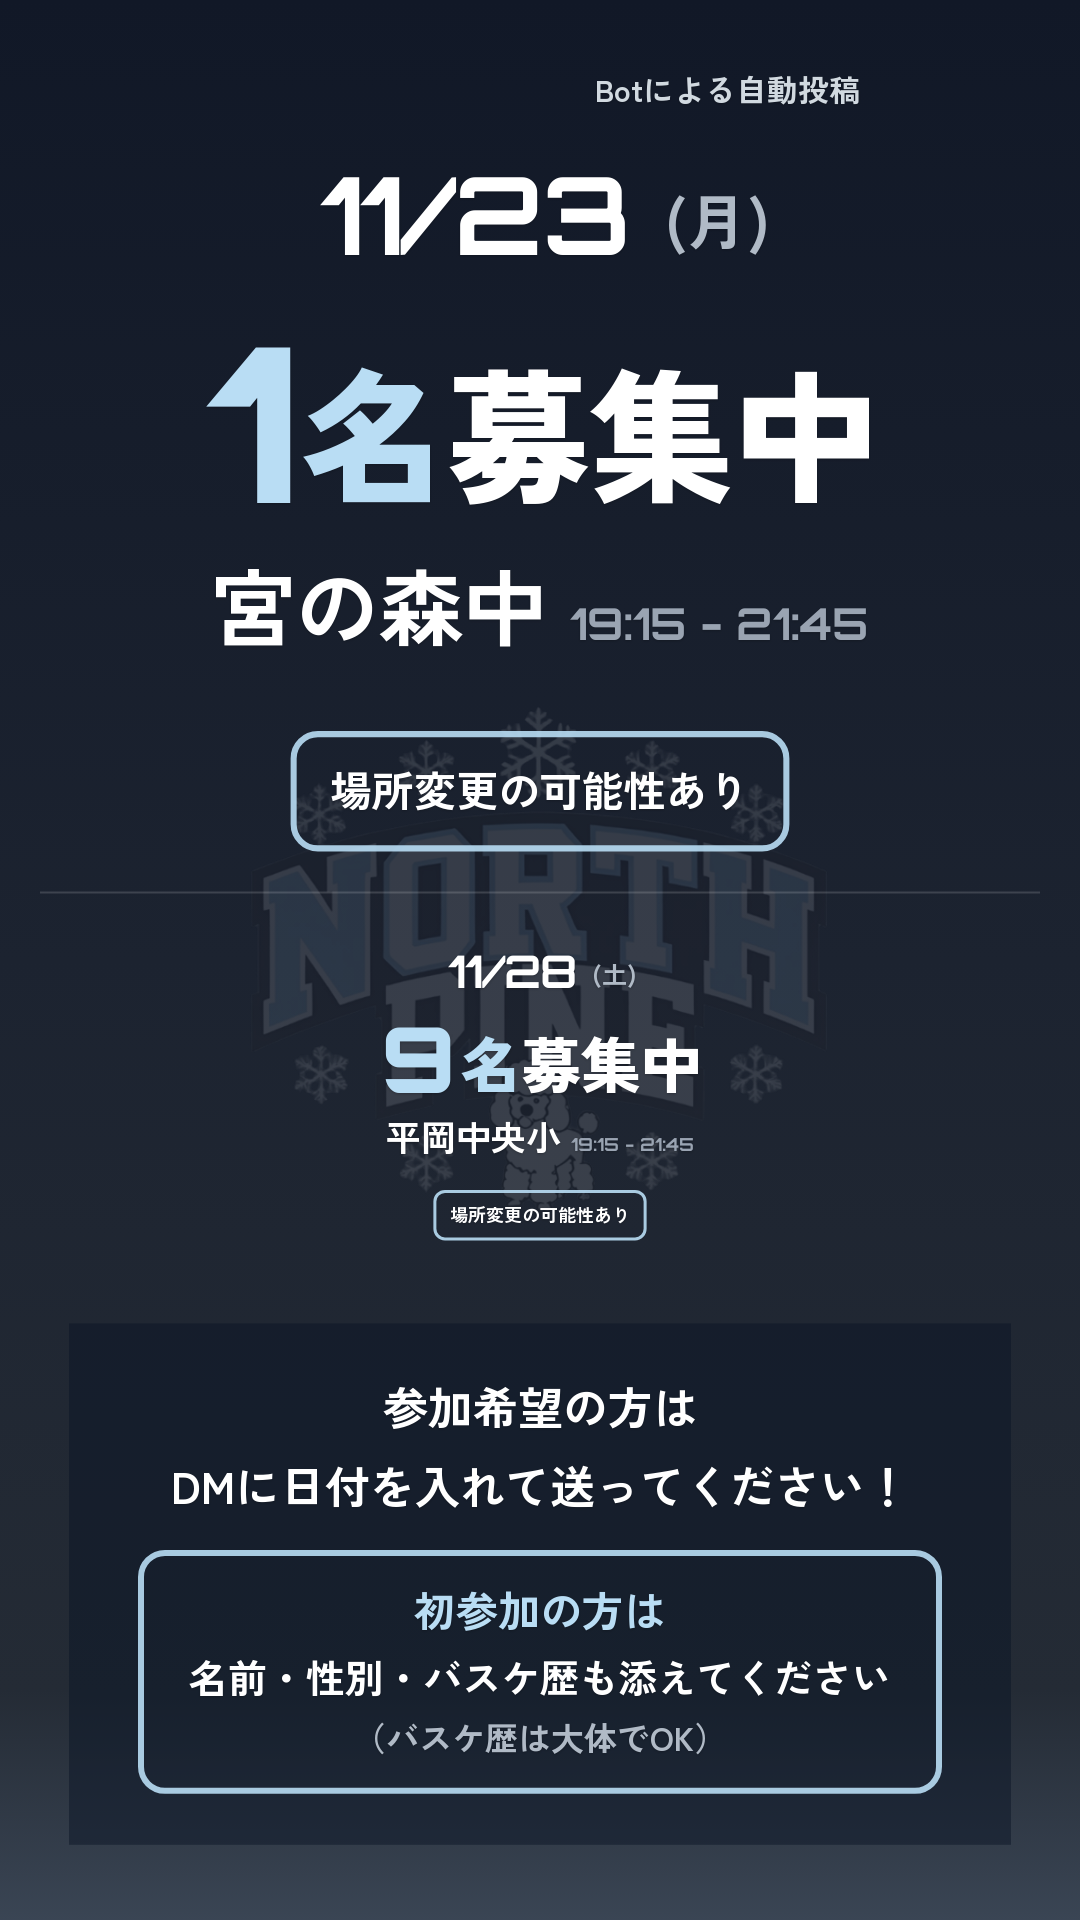 Botによる自動投稿
11/23 (月)
1名募集中
宮の森中 19:15 - 21:45
場所変更の可能性あり
NORTH
PINE
11/28 (土)
9名募集中
平岡中央小 19:15 - 21:45
場所変更の可能性あり
参加希望の方は
DMに日付を入れて送ってください！
初参加の方は
名前・性別・バスケ歴も添えてください
（バスケ歴は大体でOK）